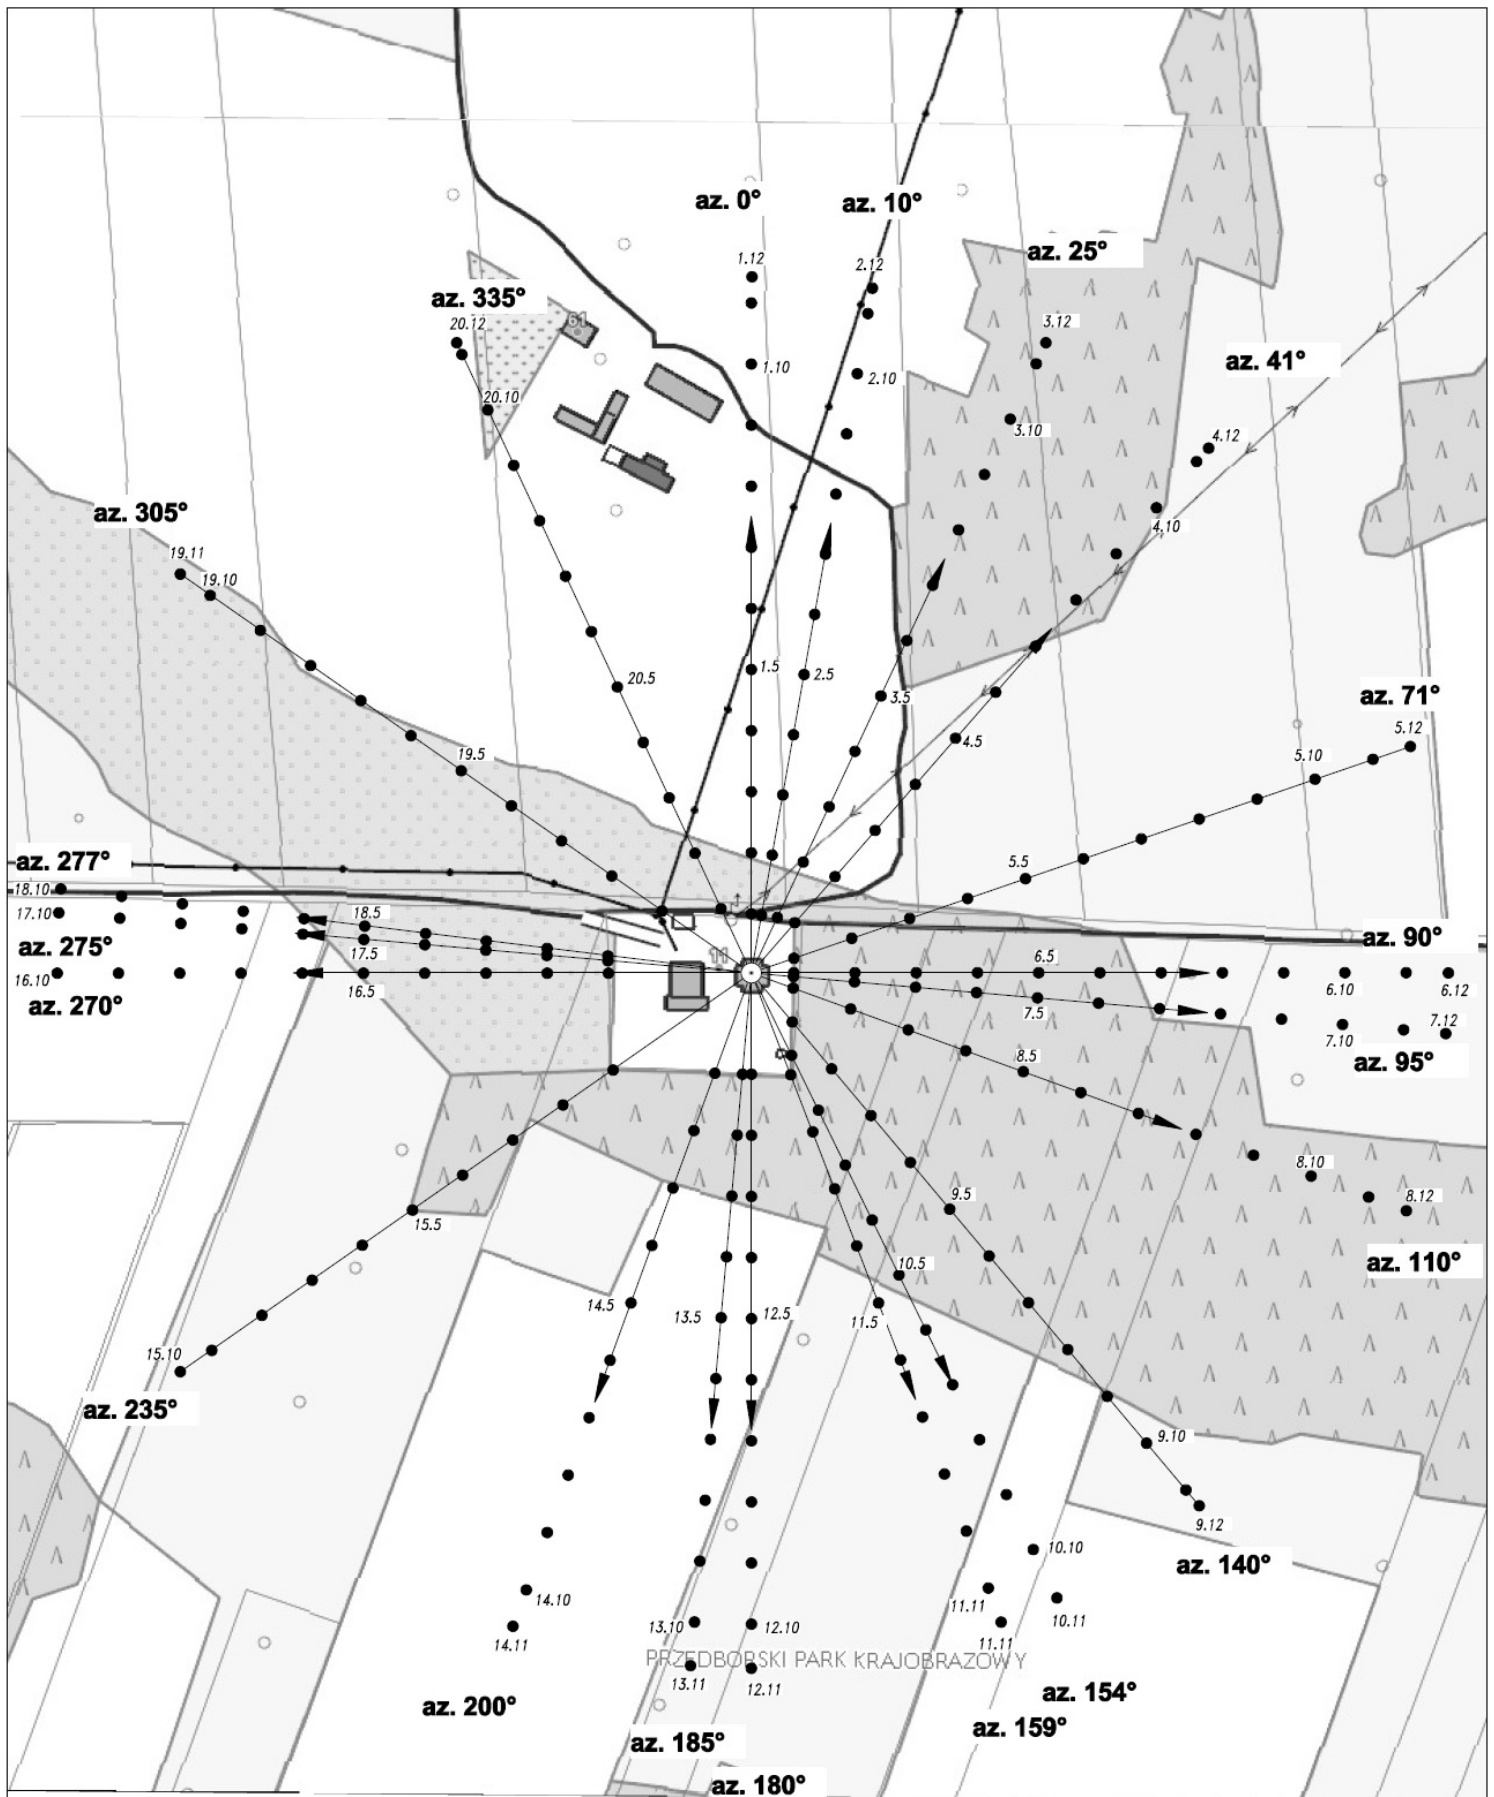 az. 0°
az. 10°
az. 25°
1.12
2.12
az. 335°
20.12
61
3.12
1.10
2.10
az. 41°
20.10
3.10
4.12
az. 305°
4.10
19.11
19.10
1.5
2.5
20.5
3.5
az. 71°
5.12
4.5
19.5
5.10
az. 277°
5.5
18.10
17.10
18.5
az. 275°
17.5
11
6.5
az. 90°
16.10
16.5
6.10
6.12
az. 270°
7.5
7.10
7.12
8.5
az. 95°
8.10
8.12
15.5
9.5
az. 110°
10.5
14.5
13.5
12.5
11.5
15.10
az. 235°
9.10
9.12
10.10
az. 140°
14.10
11.11
10.11
14.11
13.10
12.10
11.11
PRZEDBORSKI PARK KRAJOBRAZOWY
13.11
12.11
az. 200°
az. 154°
az. 159°
az. 185°
az. 180°